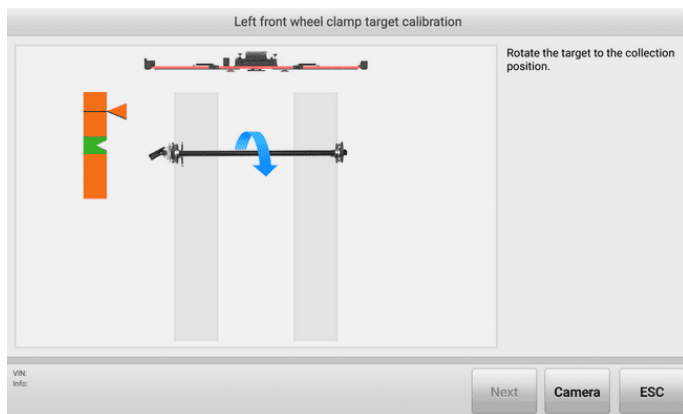 Left front wheel clamp target calibration
Rotate the target to the collection
position.
VIN:
Info:
Next
Camera
ESC